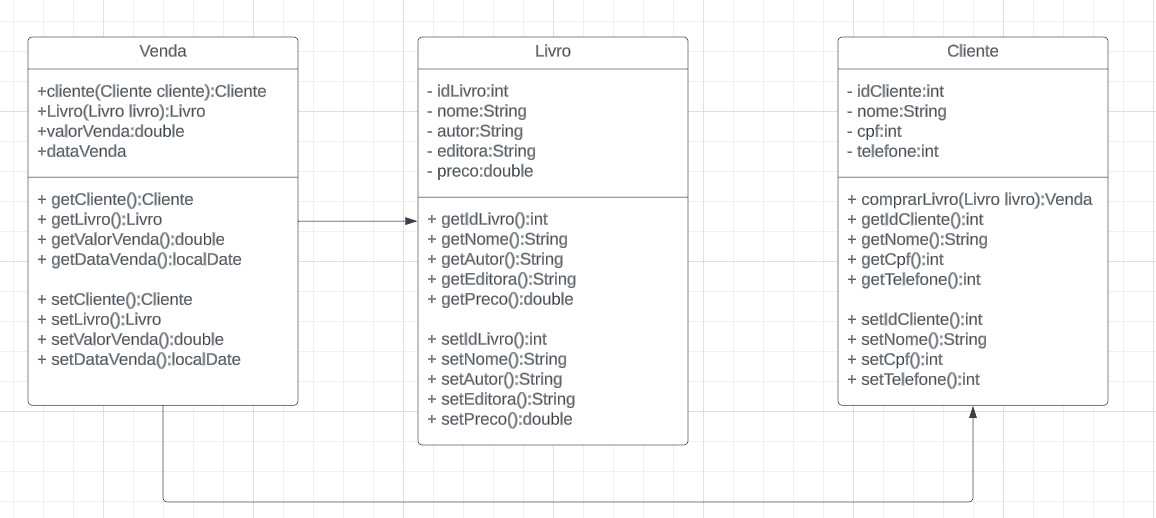 Venda
+cliente(Cliente cliente):Cliente
+Livro(Livro livro):Livro
+valorVenda:double
+dataVenda
+ getCliente():Cliente
+ getLivro():Livro
+ getValorVenda():double
+ getDataVenda():localDate
+ setCliente():Cliente
+ setLivro():Livro
+ setValorVenda():double
+ setDataVenda():localDate
Livro
- idLivro:int
- nome:String
- autor:String
- editora:String
- preco:double
+ getIdLivro():int
+ getNome():String
+ getAutor():String
+ getEditora():String
+ getPreco():double
+ setIdLivro():int
+ setNome():String
+ setAutor():String
+ setEditora():String
+ setPreco():double
Cliente
- idCliente:int
- nome:String
- cpf:int
- telefone:int
+ comprarLivro(Livro livro):Venda
+ getIdCliente():int
+ getNome():String
+ getCpf():int
+ getTelefone():int
+ setIdCliente():int
+ setNome():String
+ setCpf():int
+ setTelefone():int